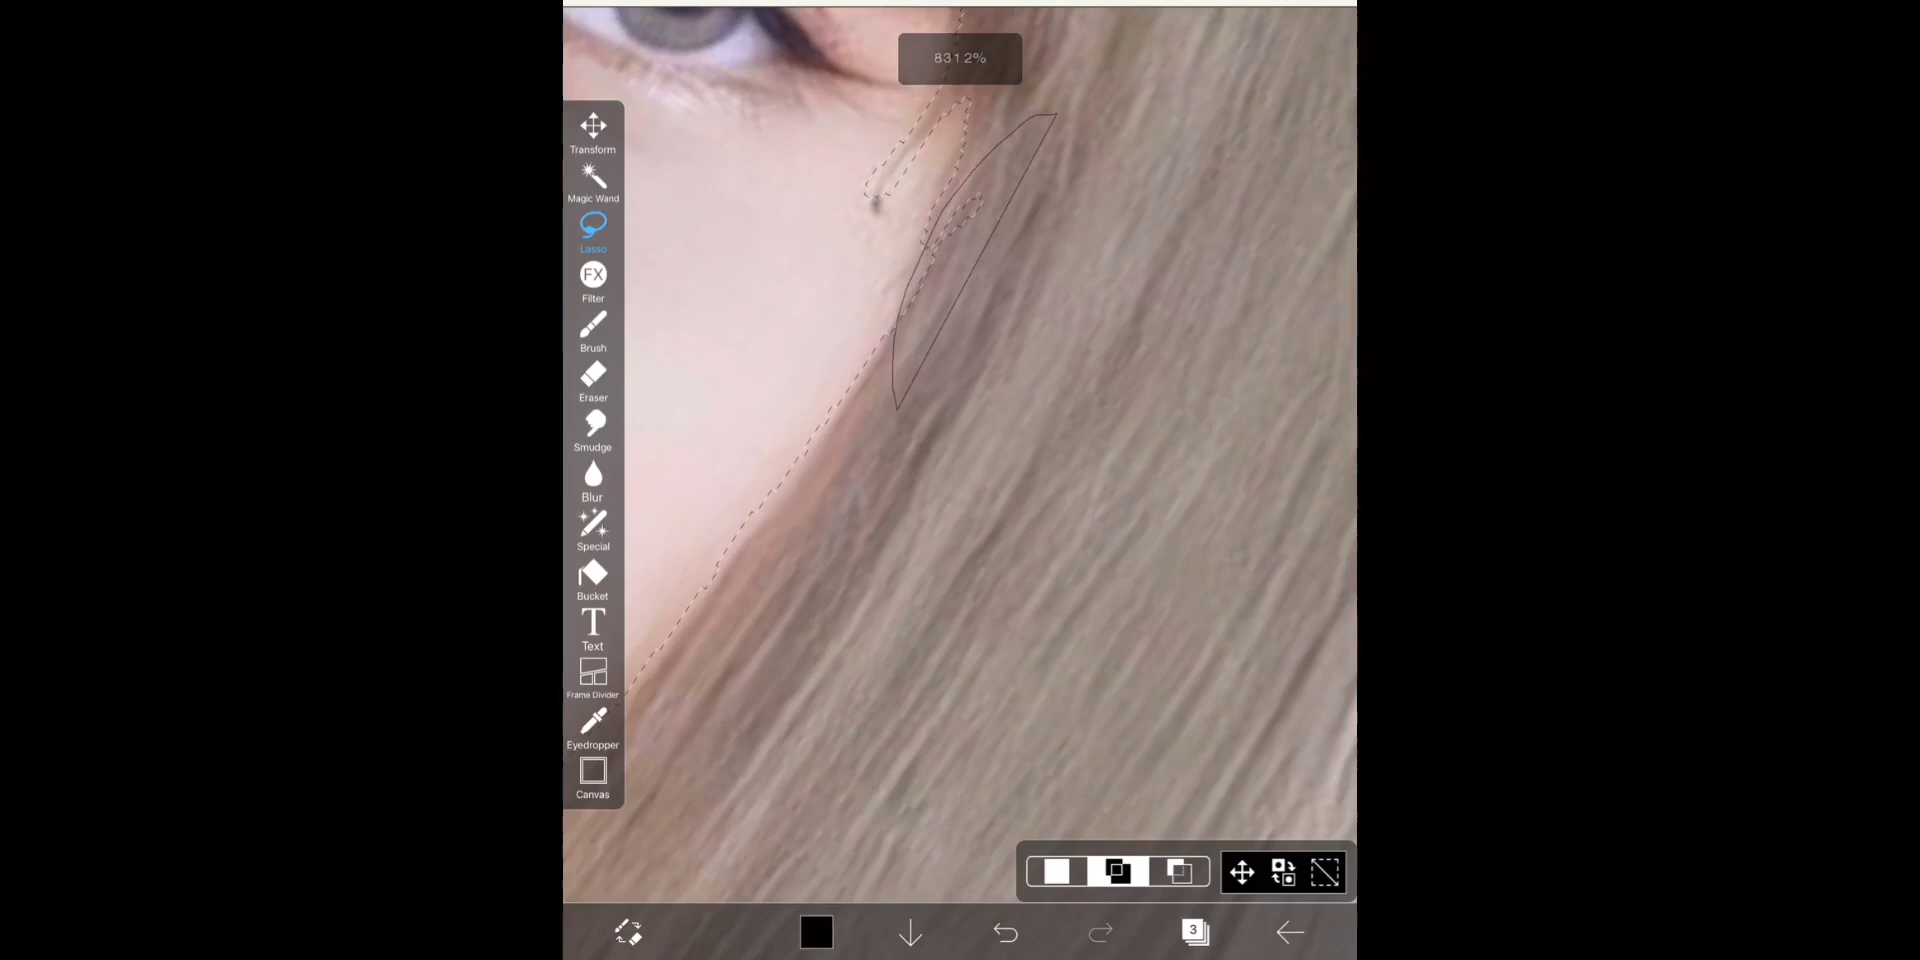 831.2%
Transform
Magic Wand
Lasso
FX
Filter
Brush
Eraser
Smudge
Blur
Special
Bucket
T
Text
Frame Divider
Eyedropper
Canvas
3